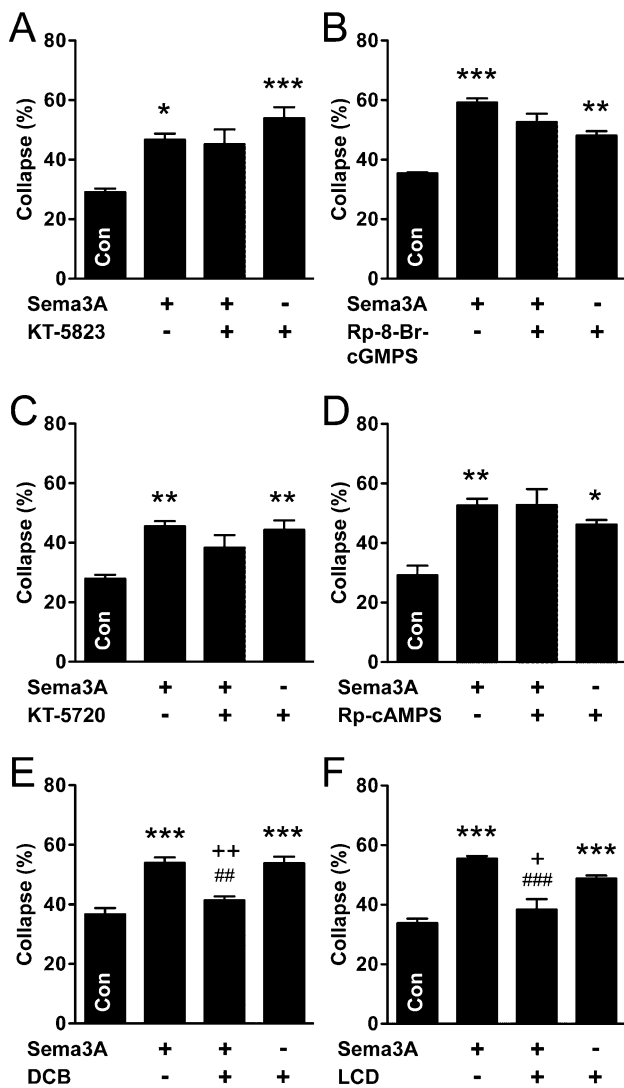 A
Collapse (%)
80
60
40
20
0
Con
*
***
Sema3A + + -
KT-5823 - + +
B
Collapse (%)
80
60
40
20
0
Con
***
**
Sema3A + + -
Rp-8-Br- - + +
cGMPS
C
Collapse (%)
80
60
40
20
0
Con
**
**
Sema3A + + -
KT-5720 - + +
D
Collapse (%)
80
60
40
20
0
Con
**
*
Sema3A + + -
Rp-cAMPS - + +
E
Collapse (%)
80
60
40
20
0
Con
***
++
##
***
Sema3A + + -
DCB - + +
F
Collapse (%)
80
60
40
20
0
Con
***
+
###
***
Sema3A + + -
LCD - + +